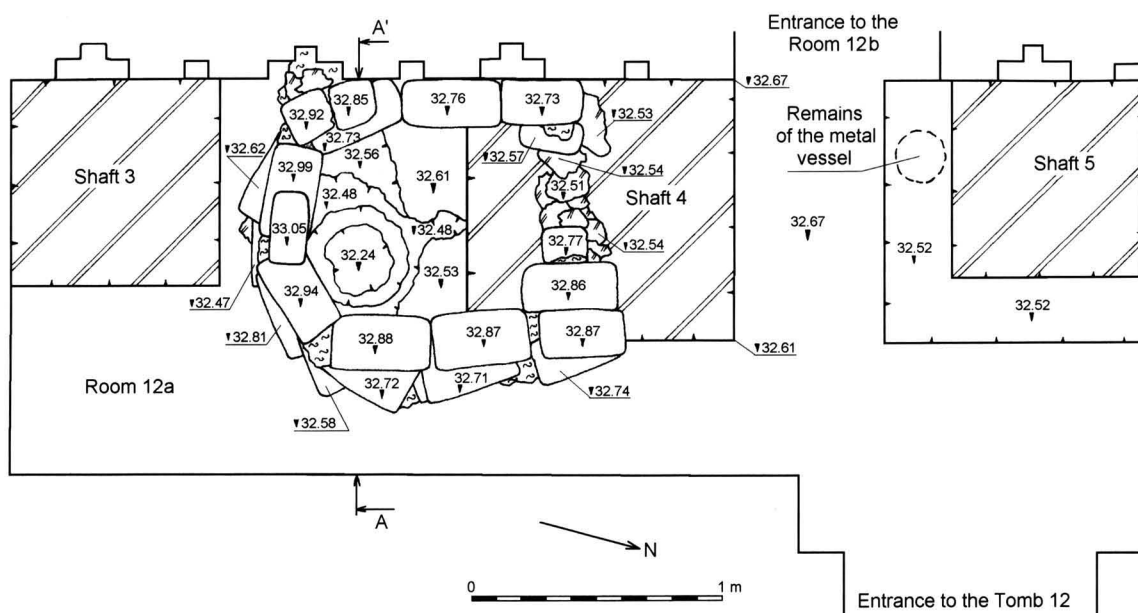 A'
Entrance to the
Room 12b
▼32.67
Remains
of the metal
vessel
32.85
32.92
32.76
32.73
▼32.53
32.73
32.56
▼32.57
▼32.62
32.99
32.61
▼32.54
32.51
Shaft 3
Shaft 4
Shaft 5
32.48
33.05
32.48
32.77
▼32.54
32.67
32.52
32.24
32.53
32.86
32.94
▼32.47
32.52
▼32.81
32.88
32.87
32.87
▼32.61
Room 12a
32.72
32.71
▼32.74
▼32.58
A
N
0
1 m
Entrance to the Tomb 12